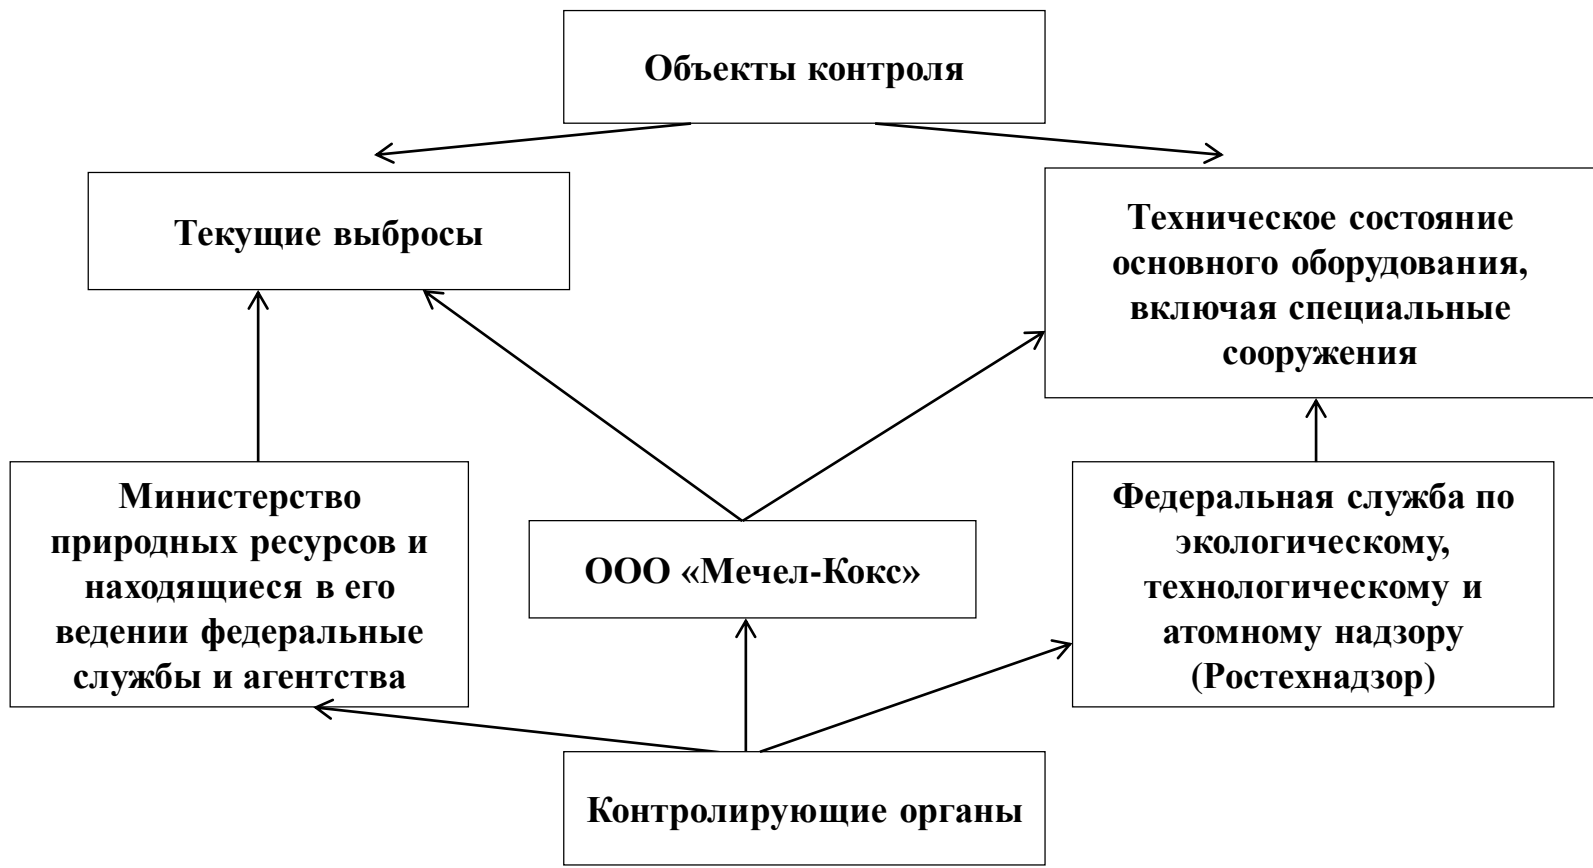 Объекты контроля
Текущие выбросы
Техническое состояние
основного оборудования,
включая специальные
сооружения
Министерство
природных ресурсов и
находящиеся в его
ведении федеральные
службы и агентства
ООО «Мечел-Кокс»
Федеральная служба по
экологическому,
технологическому и
атомному надзору
(Ростехнадзор)
Контролирующие органы